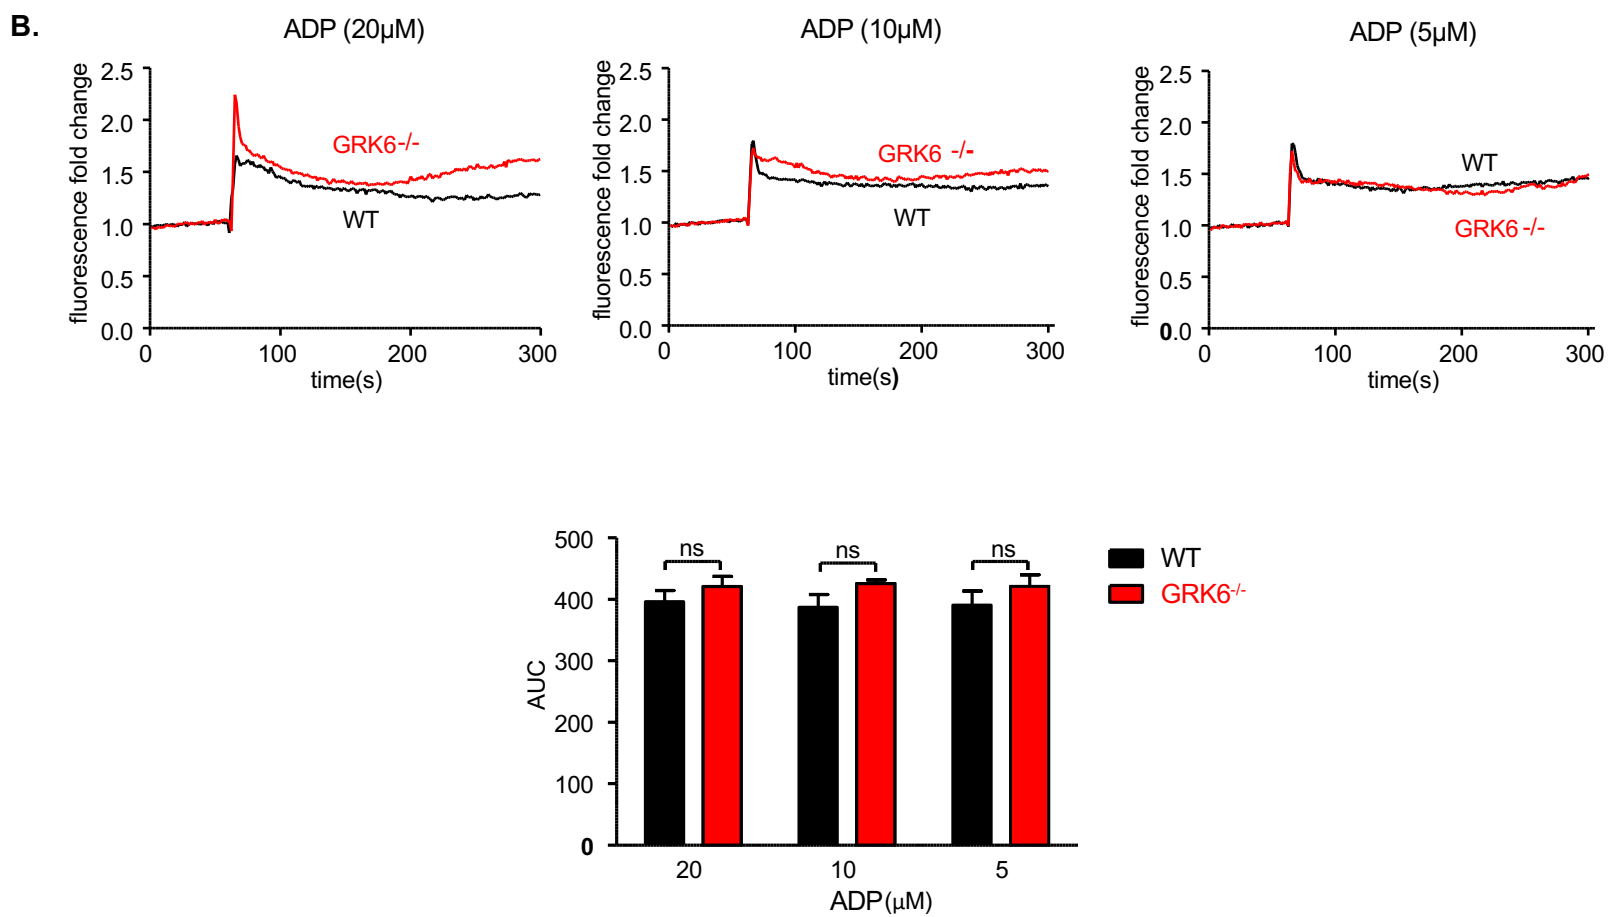 B.
ADP (20µM)
fluorescence fold change
2.5
2.0
1.5
1.0
0.5
0.0
GRK6-/-
WT
0 100 200 300
time(s)
ADP (10µM)
fluorescence fold change
2.5
2.0
1.5
1.0
0.5
0.0
GRK6 -/-
WT
0 100 200 300
time(s)
ADP (5µM)
fluorescence fold change
2.5
2.0
1.5
1.0
0.5
0.0
WT
GRK6 -/-
0 100 200 300
time(s)
AUC
500
400
300
200
100
0
ns ns ns
20 10 5
ADP(µM)
WT
GRK6-/-